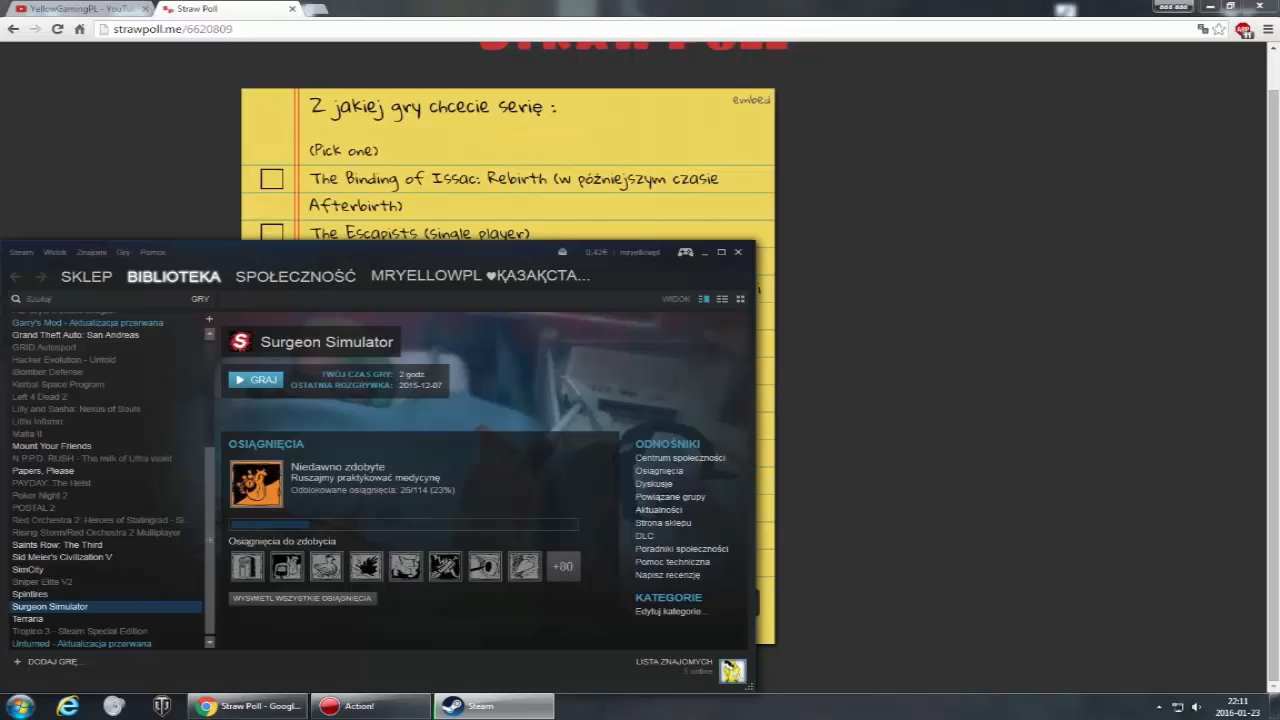 YellowGamingPL - YouTu
Straw Poll
strawpoll.me/6620809
STRAW POLL
embed
Z jakiej gry chcecie serię :
(Pick one)
The Binding of Issac: Rebirth (w późniejszym czasie
Afterbirth)
The Escapists (single player)
Steam Widok Znajomi Gry Pomoc
0,42€ mryellowpl
SKLEP BIBLIOTEKA SPOŁECZNOŚĆ MRYELLOWPL ♥ҚАЗАҚСТА...
Szukaj GRY
WIDOK
Garry's Mod - Aktualizacja przerwana
Grand Theft Auto: San Andreas
GRID Autosport
Hacker Evolution - Untold
iBomber Defense
Kerbal Space Program
Left 4 Dead 2
Lilly and Sasha: Nexus of Souls
Little Inferno
Mafia II
Mount Your Friends
N.P.P.D. RUSH - The milk of Ultra violet
Papers, Please
PAYDAY: The Heist
Poker Night 2
POSTAL 2
Red Orchestra 2: Heroes of Stalingrad - Si
Rising Storm/Red Orchestra 2 Multiplayer
Saints Row: The Third
Sid Meier's Civilization V
SimCity
Sniper Elite V2
Spintires
Surgeon Simulator
Terraria
Tropico 3 - Steam Special Edition
Unturned - Aktualizacja przerwana
+ DODAJ GRĘ...
Surgeon Simulator
GRAJ
TWÓJ CZAS GRY: 2 godz.
OSTATNIA ROZGRYWKA: 2015-12-07
OSIĄGNIĘCIA
Niedawno zdobyte
Ruszajmy praktykować medycynę
Odblokowane osiągnięcia: 26/114 (23%)
Osiągnięcia do zdobycia
+80
WYŚWIETL WSZYSTKIE OSIĄGNIĘCIA
ODNOŚNIKI
Centrum społeczności
Osiągnięcia
Dyskusje
Powiązane grupy
Aktualności
Strona sklepu
DLC
Poradniki społeczności
Pomoc techniczna
Napisz recenzję
KATEGORIE
Edytuj kategorie...
LISTA ZNAJOMYCH
5 online
Straw Poll - Googl...
Action!
Steam
22:11
2016-01-23